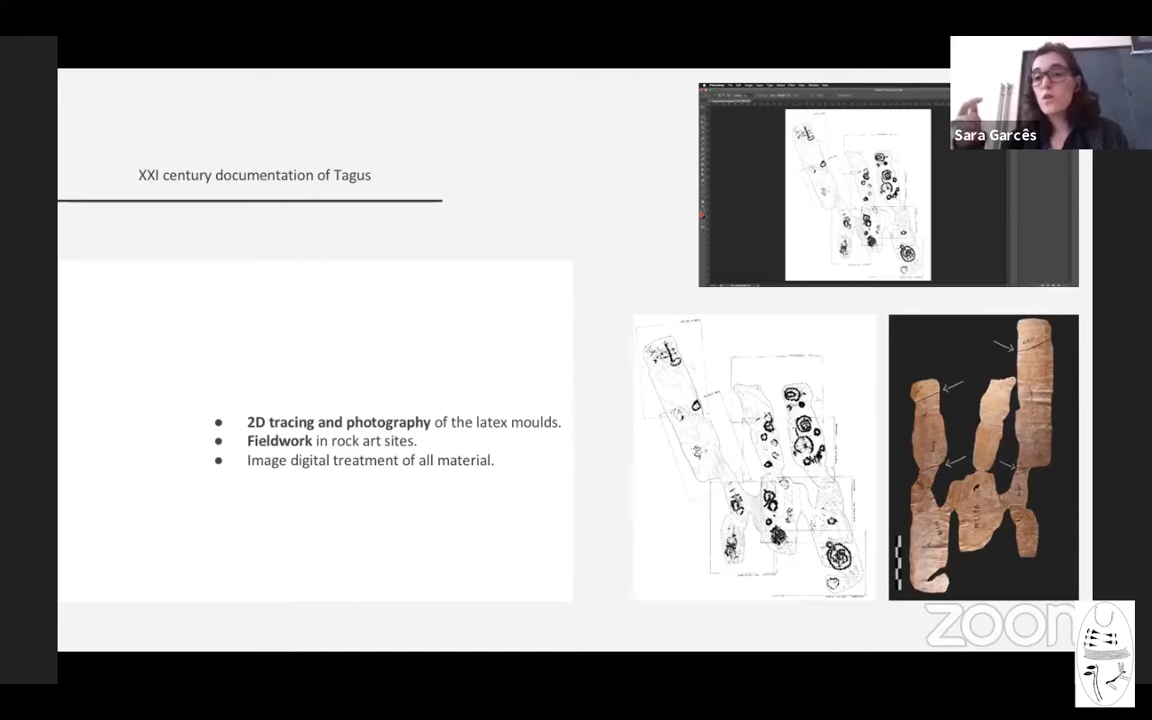 Sara Garcês
XXI century documentation of Tagus
● 2D tracing and photography of the latex moulds.
● Fieldwork in rock art sites.
● Image digital treatment of all material.
zoom